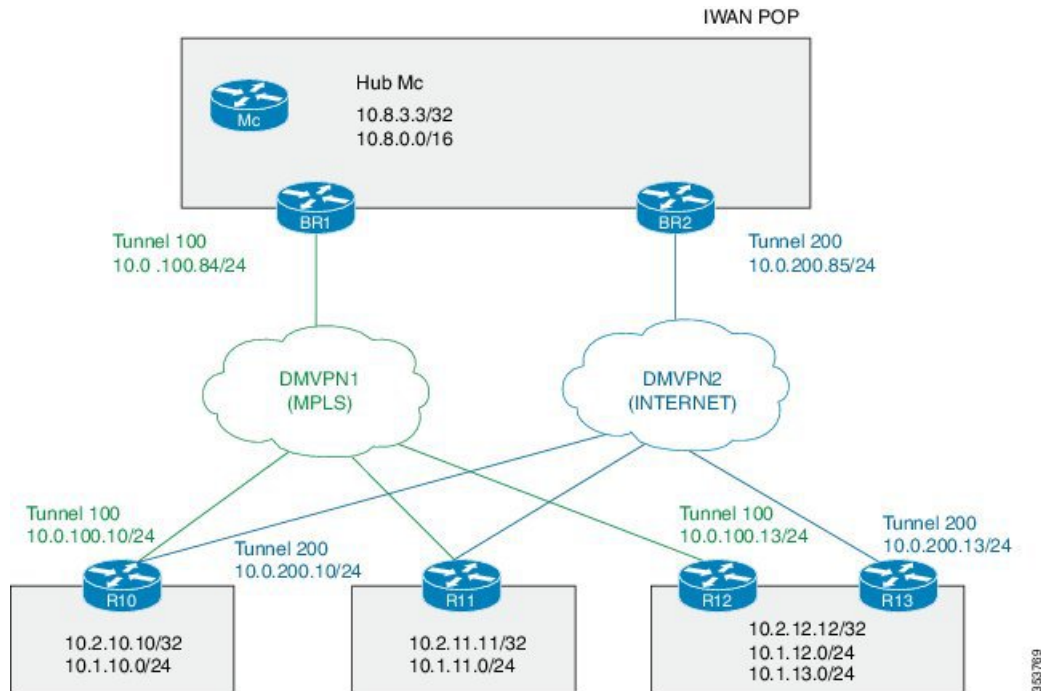 IWAN POP
Hub Mc
10.8.3.3/32
10.8.0.0/16
Mc
BR1
BR2
Tunnel 100
10.0 .100.84/24
Tunnel 200
10.0.200.85/24
DMVPN1
(MPLS)
DMVPN2
(INTERNET)
Tunnel 100
10.0.100.10/24
Tunnel 200
10.0.200.10/24
Tunnel 100
10.0.100.13/24
Tunnel 200
10.0.200.13/24
R10
R11
R12
R13
10.2.10.10/32
10.1.10.0/24
10.2.11.11/32
10.1.11.0/24
10.2.12.12/32
10.1.12.0/24
10.1.13.0/24
353769